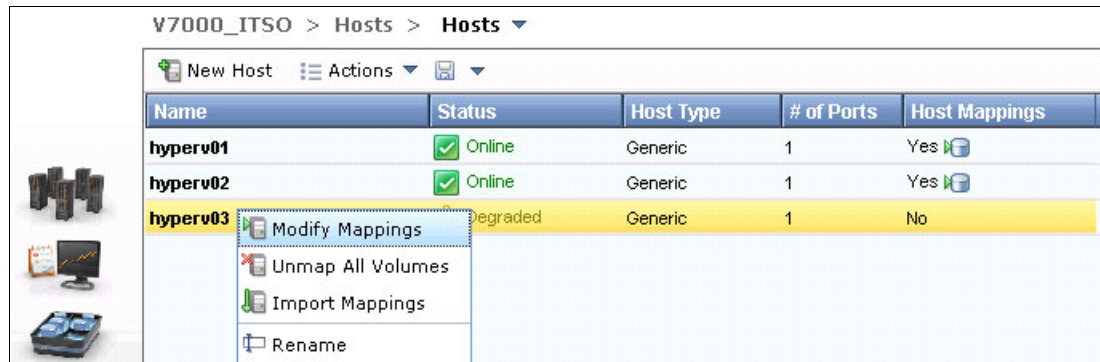 V7000_ITSO > Hosts > Hosts
New Host Actions
Name Status Host Type # of Ports Host Mappings
hyperv01 Online Generic 1 Yes
hyperv02 Online Generic 1 Yes
hyperv03 Degraded Generic 1 No
Modify Mappings
Unmap All Volumes
Import Mappings
Rename